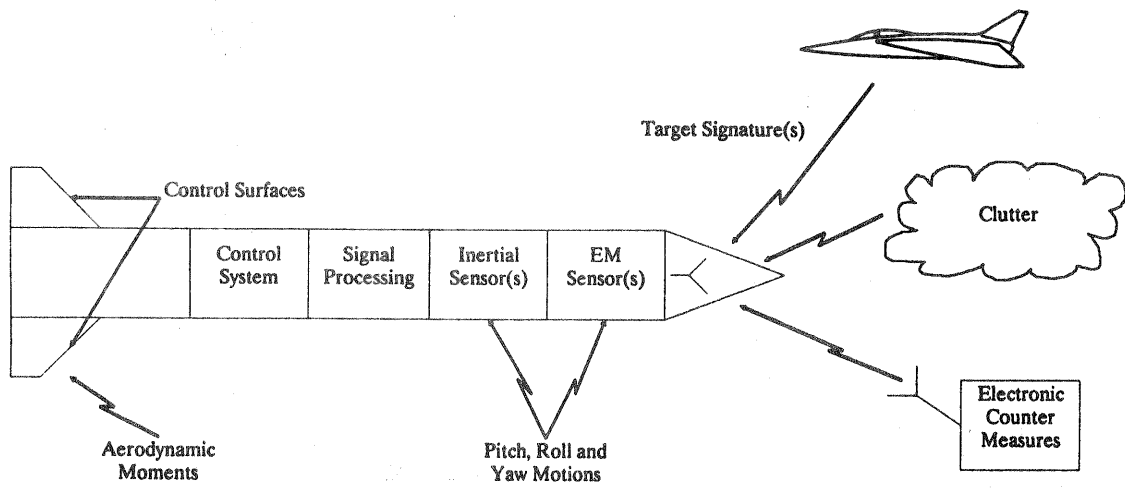 Target Signature(s)
Control Surfaces
Clutter
Control
System
Signal
Processing
Inertial
Sensor(s)
EM
Sensor(s)
Electronic
Counter
Measures
Aerodynamic
Moments
Pitch, Roll and
Yaw Motions